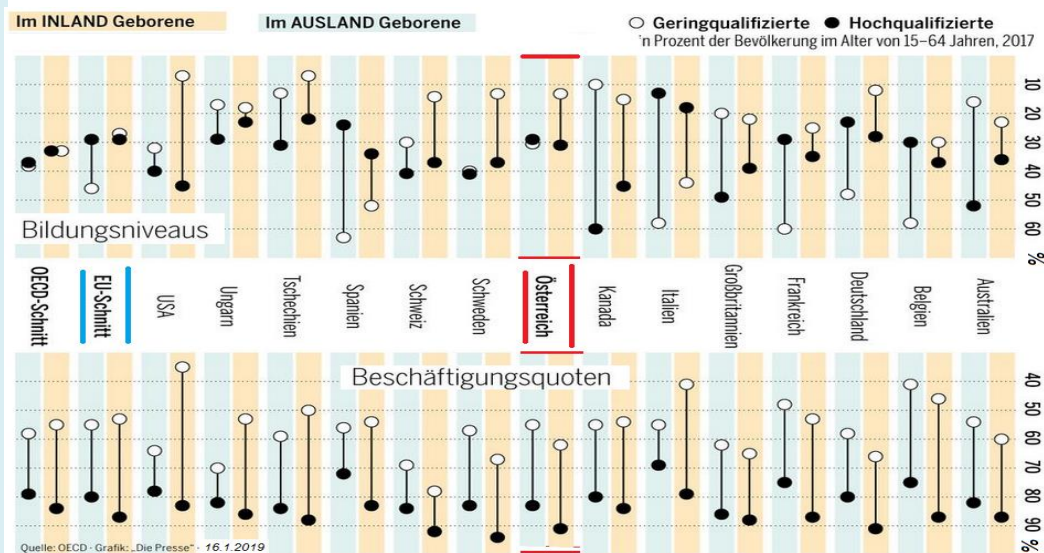 Im INLAND Geborene
Im AUSLAND Geborene
Geringqualifizierte Hochqualifizierte
'n Prozent der Bevölkerung im Alter von 15–64 Jahren, 2017
10
20
30
40
50
60
%
Bildungsniveaus
OECD-Schnitt
EU-Schnitt
USA
Ungarn
Tschechien
Spanien
Schweiz
Schweden
Österreich
Kanada
Italien
Großbritannien
Frankreich
Deutschland
Belgien
Australien
Beschäftigungsquoten
40
50
60
70
80
90
%
Quelle: OECD · Grafik: „Die Presse“ · 16.1.2019